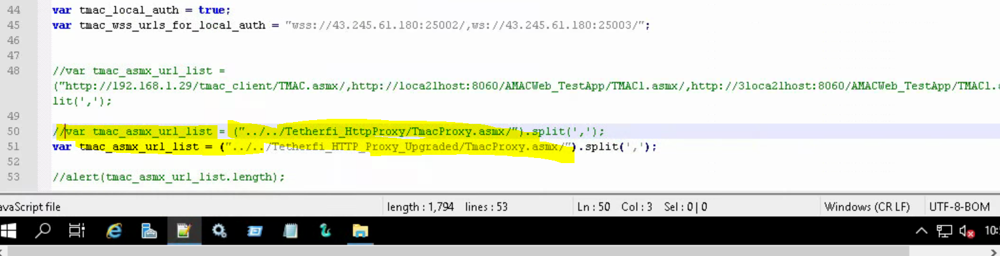 44 var tmac_local_auth = true;
45 var tmac_wss_urls_for_local_auth = "wss://43.245.61.180:25002/,ws://43.245.61.180:25003/";
46
47
48 //var tmac_asmx_url_list =
("http://192.168.1.29/tmac_client/TMAC.asmx/,http://loca2lhost:8060/AMACWeb_TestApp/TMAC1.asmx/,http://3loca2lhost:8060/AMACWeb_TestApp/TMAC1.a
lit(',');
49
50 //var tmac_asmx_url_list = ("../../Tetherfi_HttpProxy/TmacProxy.asmx/").split(',');
51 var tmac_asmx_url_list = ("../../Tetherfi_HTTP_Proxy_Upgraded/TmacProxy.asmx/").split(',');
52
53 //alert(tmac_asmx_url_list.length);
avaScript file length : 1,794 lines : 53 Ln : 50 Col : 3 Sel : 0 | 0 Windows (CR LF) UTF-8-BOM
10: